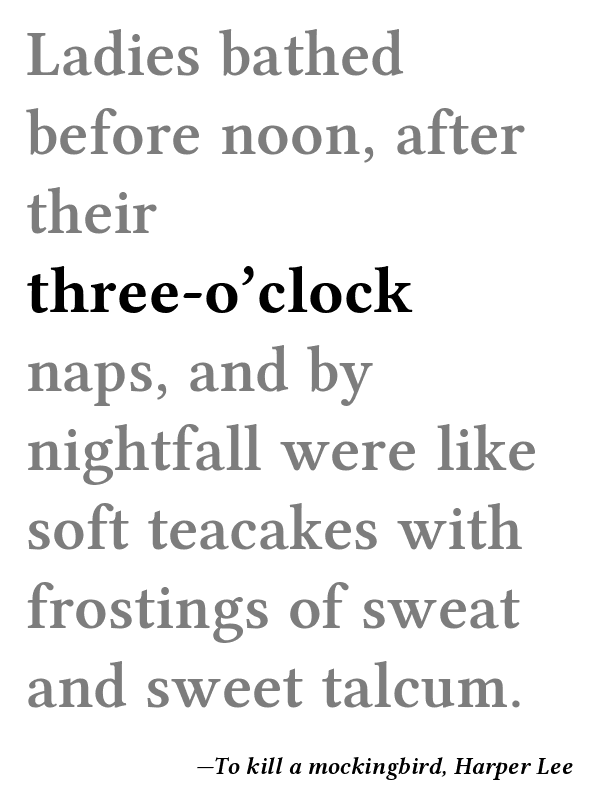 Ladies bathed
before noon, after
their
three-o’clock
naps, and by
nightfall were like
soft teacakes with
frostings of sweat
and sweet talcum.
—To kill a mockingbird, Harper Lee